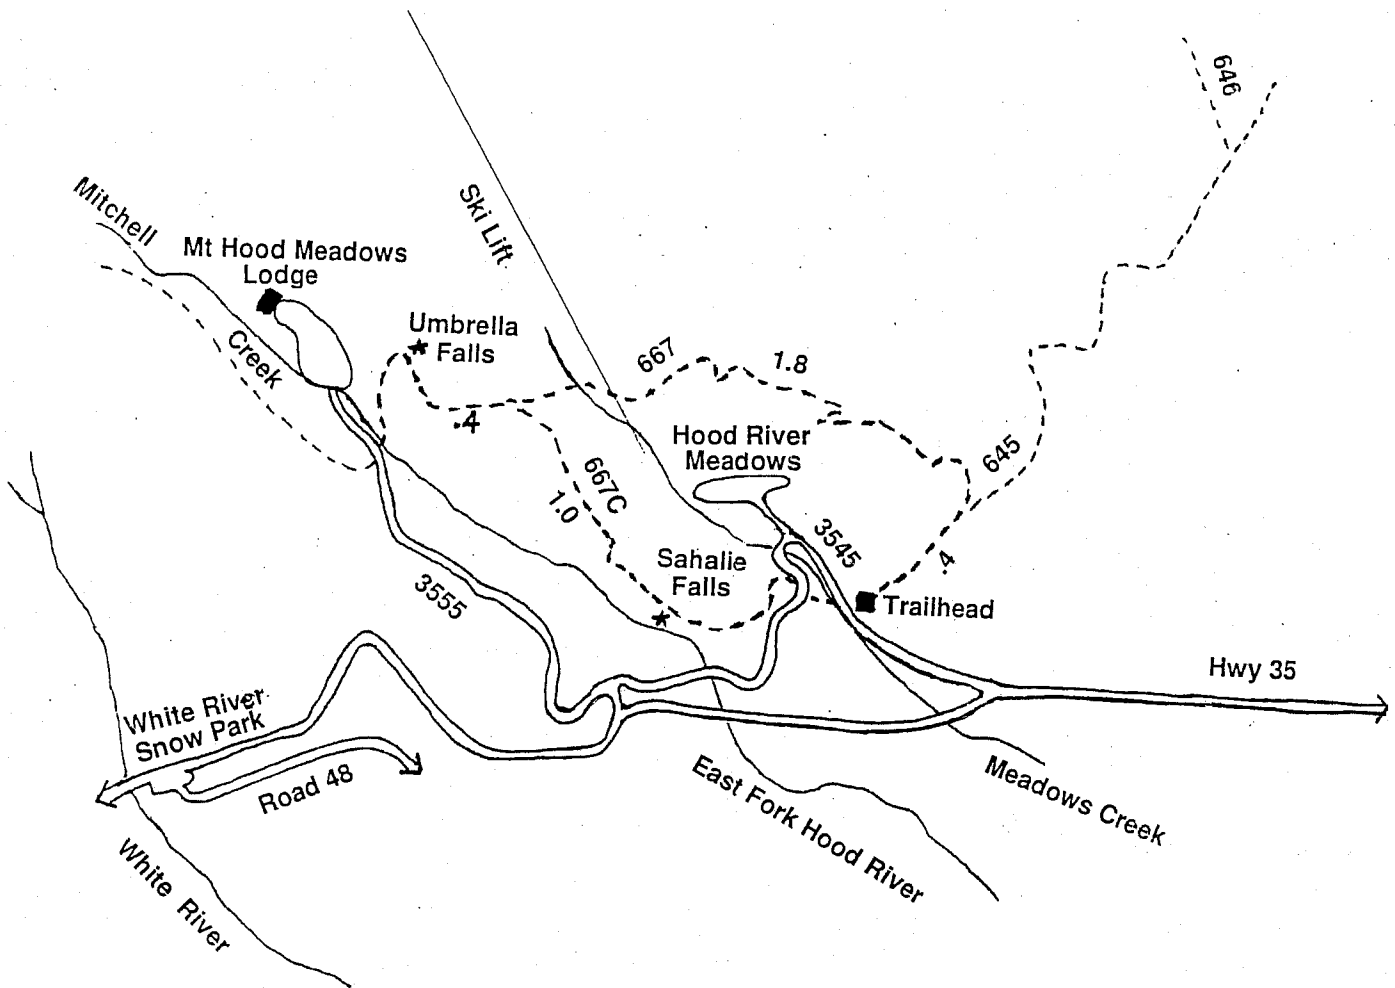 646
Mitchell
Ski Lift
Mt Hood Meadows
Lodge
Creek
Umbrella
Falls
667
1.8
.4
Hood River
Meadows
645
667C
1.0
3545
.4
Sahalie
Falls
3555
Trailhead
Hwy 35
White River
Snow Park
Road 48
East Fork Hood River
Meadows Creek
White River